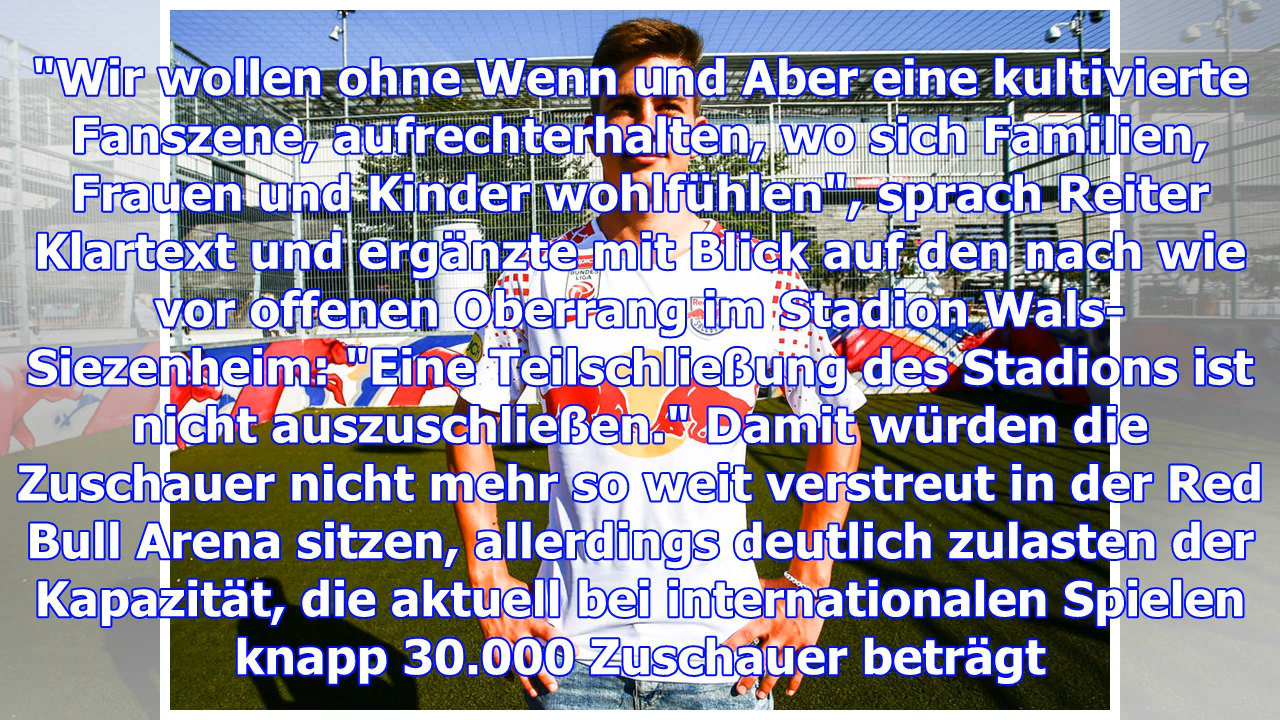 "Wir wollen ohne Wenn und Aber eine kultivierte
Fanszene, aufrechterhalten, wo sich Familien,
Frauen und Kinder wohlfühlen", sprach Reiter
Klartext und ergänzte mit Blick auf den nach wie
vor offenen Oberrang im Stadion Wals-
Siezenheim: "Eine Teilschließung des Stadions ist
nicht auszuschließen." Damit würden die
Zuschauer nicht mehr so weit verstreut in der Red
Bull Arena sitzen, allerdings deutlich zulasten der
Kapazität, die aktuell bei internationalen Spielen
knapp 30.000 Zuschauer beträgt
BUNDES
LIGA